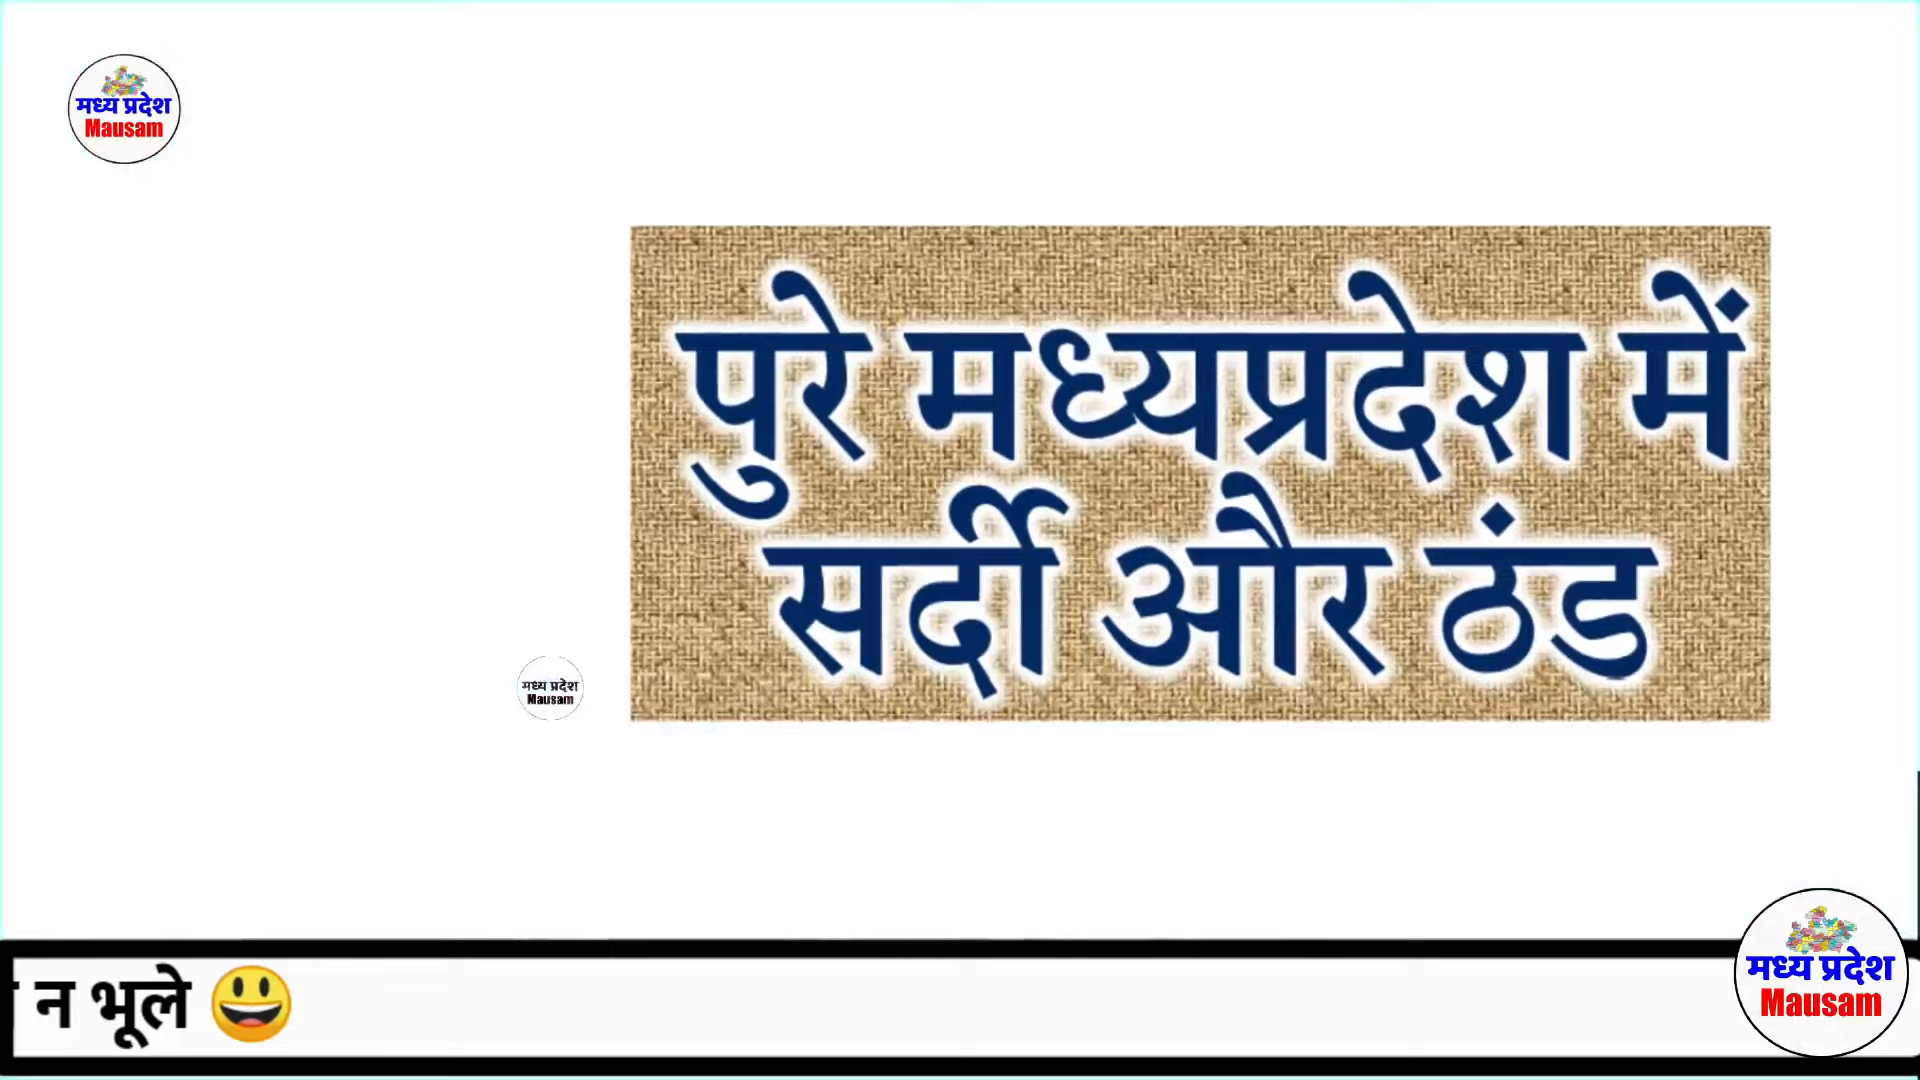 मध्य प्रदेश
Mausam
पुरे मध्यप्रदेश में
सर्दी और ठंड
मध्य प्रदेश
Mausam
न भूले 😃
मध्य प्रदेश
Mausam